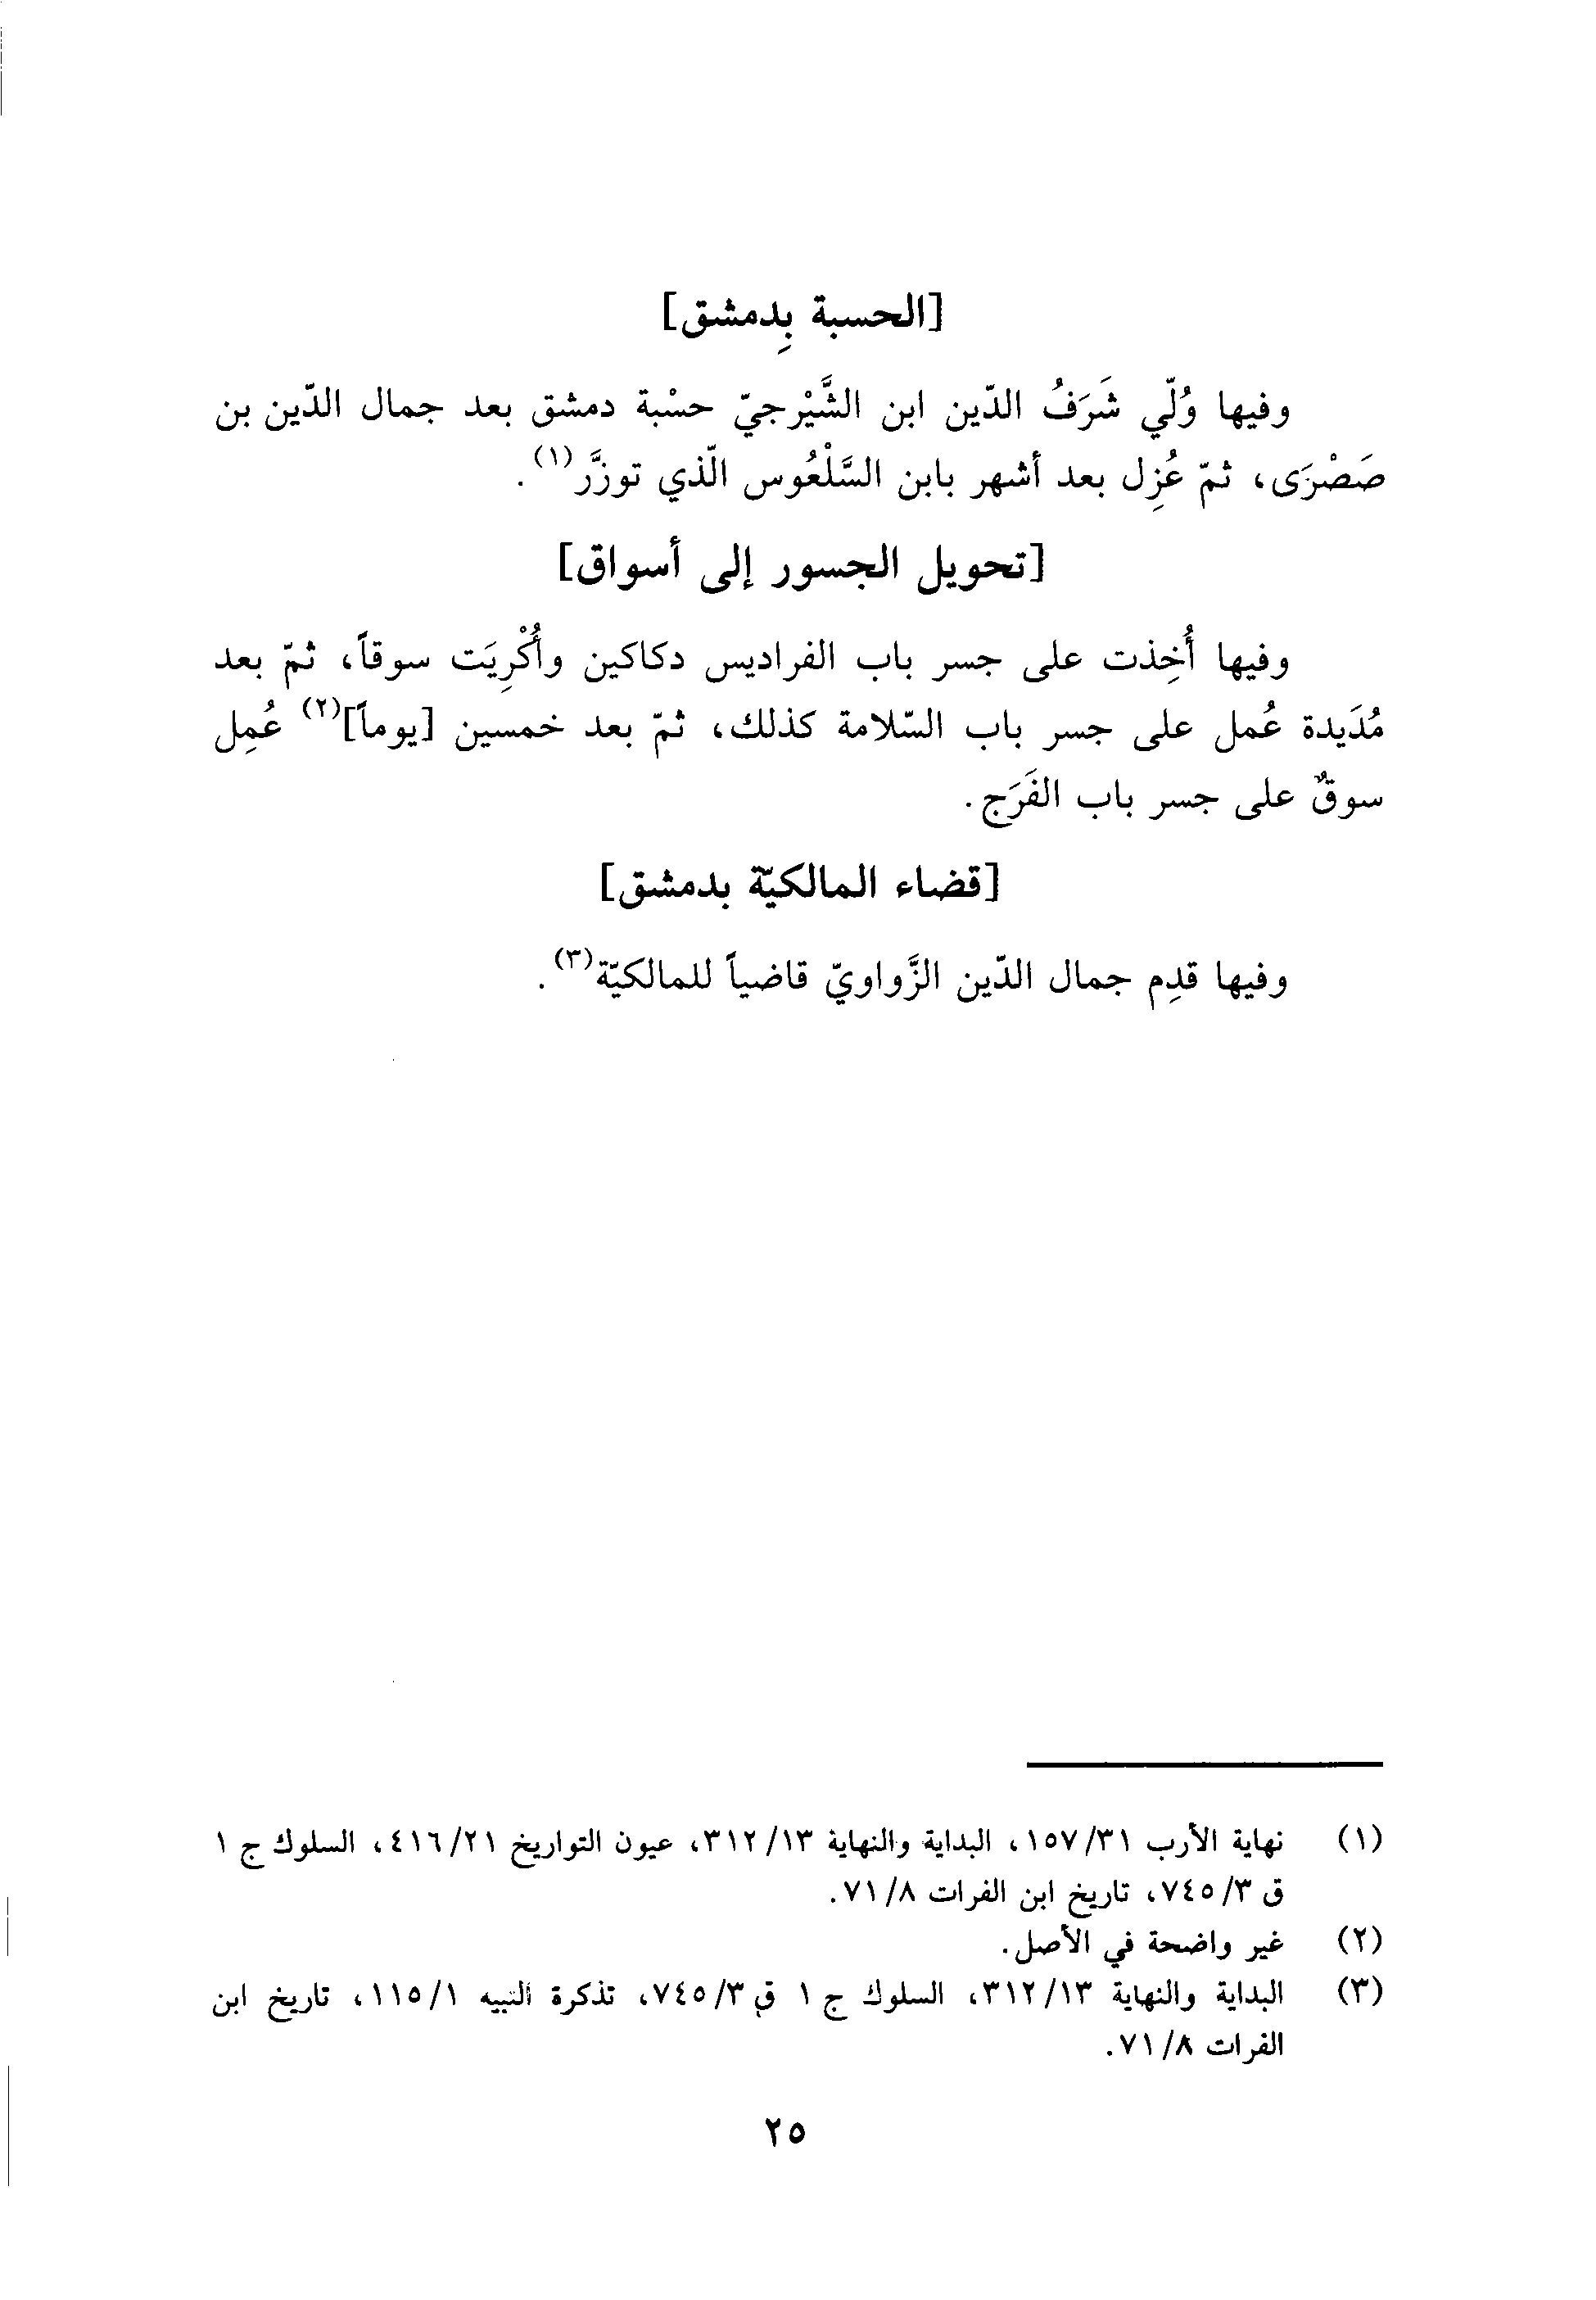 [الحسبة بِدمشق]
وفيها وُلّي شَرَفُ الدّين ابن الشَّيْرجيّ حسْبة دمشق بعد جمال الدّين بن
صَصْرَى، ثمّ عُزِل بعد أشهر بابن السَّلْعُوس الّذي توزَّر(١).
[تحويل الجسور إلى أسواق]
وفيها أُخِذت على جسر باب الفراديس دكاكين وأُكْرِيَت سوقاً، ثمّ بعد
مُدَيدة عُمل على جسر باب السّلامة كذلك، ثمّ بعد خمسين [يوماً](٢) عُمِل
سوقٌ على جسر باب الفَرَج.
[قضاء المالكيّة بدمشق]
وفيها قدِم جمال الدّين الزَّواويّ قاضياً للمالكيّة(٣).
(١) نهاية الأرب ١٥٧/٣١، البداية والنهاية ٣١٢/١٣، عيون التواريخ ٤١٦/٢١، السلوك ج ١
ق ٧٤٥/٣، تاريخ ابن الفرات ٧١/٨.
(٢) غير واضحة في الأصل.
(٣) البداية والنهاية ٣١٢/١٣، السلوك ج ١ ق ٧٤٥/٣، تذكرة النبيه ١١٥/١، تاريخ ابن
الفرات ٧١/٨.
٢٥